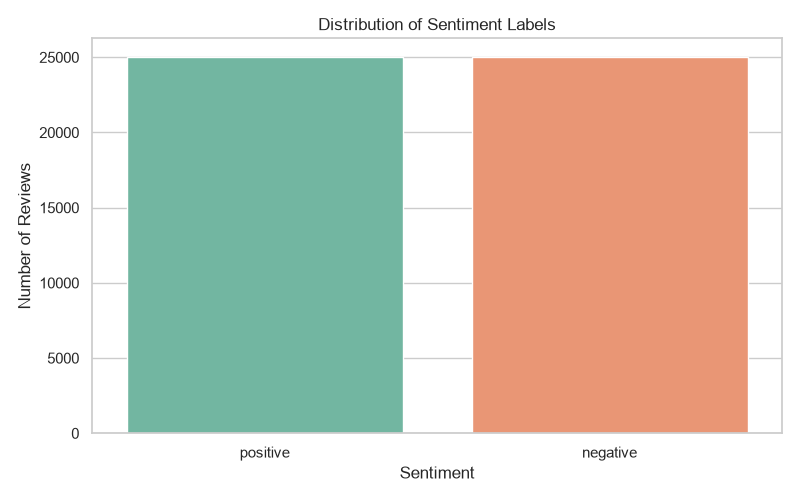 Distribution of Sentiment Labels
25000
20000
15000
10000
5000
0
Number of Reviews
positive negative
Sentiment